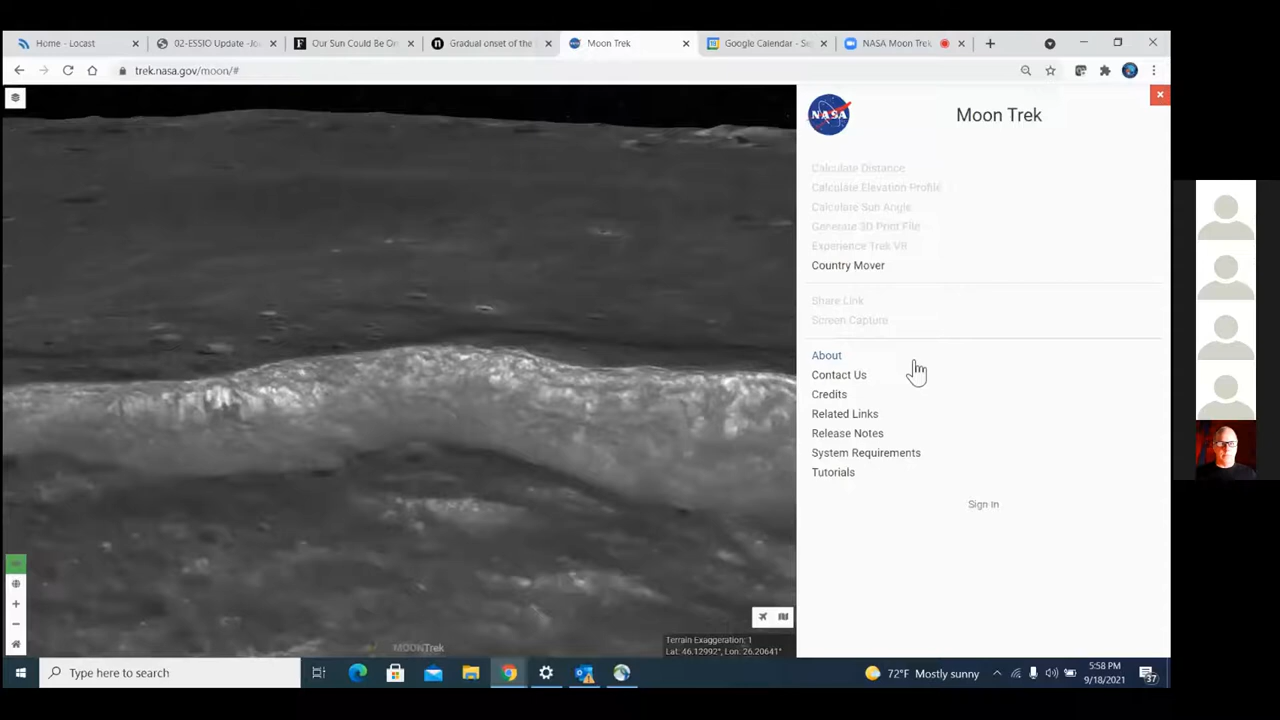 Home - Locast
02-ESSIO Update - Jo
Our Sun Could Be On
Gradual onset of the
Moon Trek
Google Calendar - Se
NASA Moon Trek
trek.nasa.gov/moon/#
NASA
Moon Trek
Calculate Distance
Calculate Elevation Profile
Calculate Sun Angle
Generate 3D Print File
Experience Trek VR
Country Mover
Share Link
Screen Capture
About
Contact Us
Credits
Related Links
Release Notes
System Requirements
Tutorials
Sign In
MOONTrek
Terrain Exaggeration: 1
Lat: 46.12992°, Lon: 26.20641°
Type here to search
72°F Mostly sunny
5:58 PM
9/18/2021
37